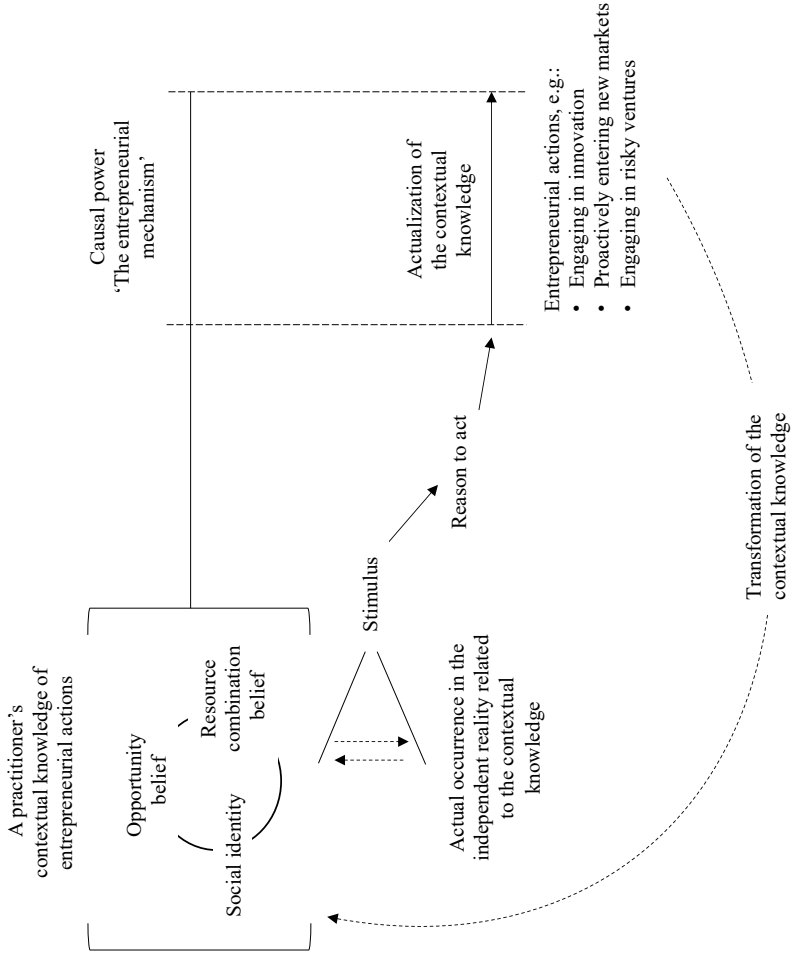 A practitioner's
contextual knowledge of
entrepreneurial actions
Opportunity
belief
Social identity
Resource
combination
belief
Causal power
'The entrepreneurial
mechanism'
Stimulus
Actual occurrence in the
independent reality related
to the contextual
knowledge
Reason to act
Actualization of
the contextual
knowledge
Entrepreneurial actions, e.g.:
• Engaging in innovation
• Proactively entering new markets
• Engaging in risky ventures
Transformation of the
contextual knowledge